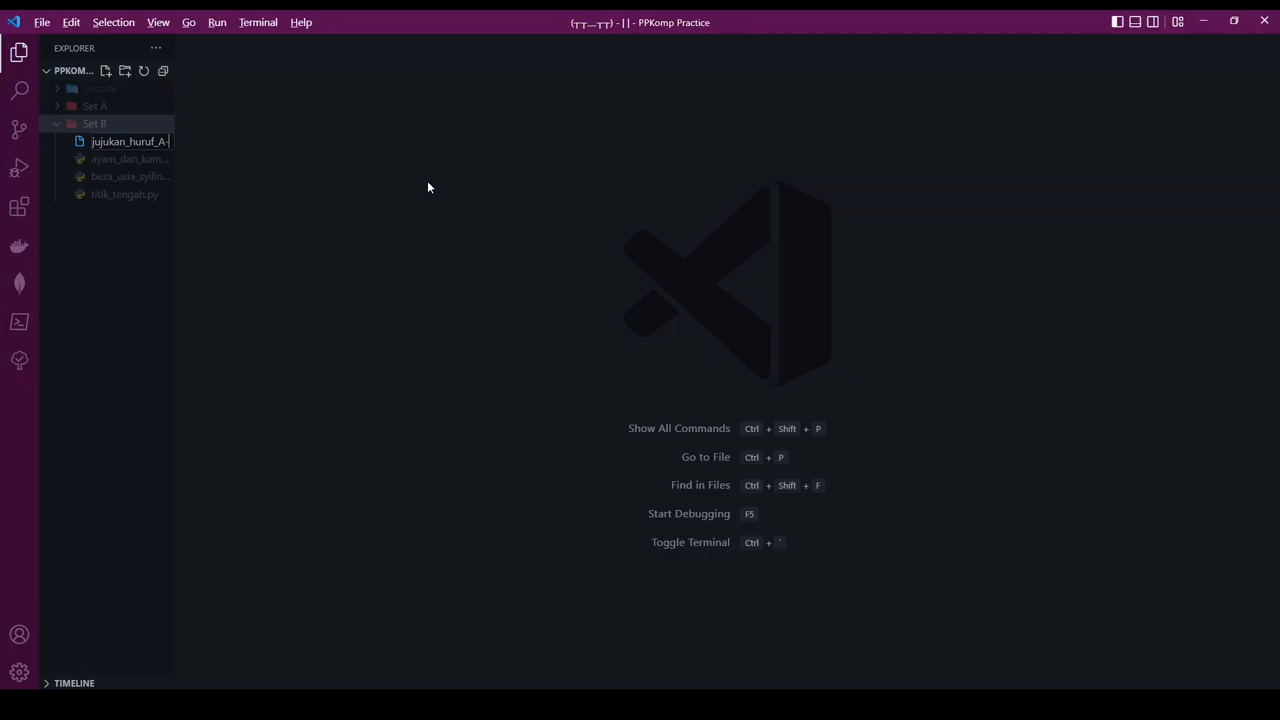 File Edit Selection View Go Run Terminal Help
(┬┬﹏┬┬) - || - PPKomp Practice
EXPLORER ...
PPKOM...
.vscode
Set A
Set B
jujukan_huruf_A-
ayam_dan_kam...
beza_usia_syilin...
titik_tengah.py
Show All Commands Ctrl + Shift + P
Go to File Ctrl + P
Find in Files Ctrl + Shift + F
Start Debugging F5
Toggle Terminal Ctrl + `
TIMELINE